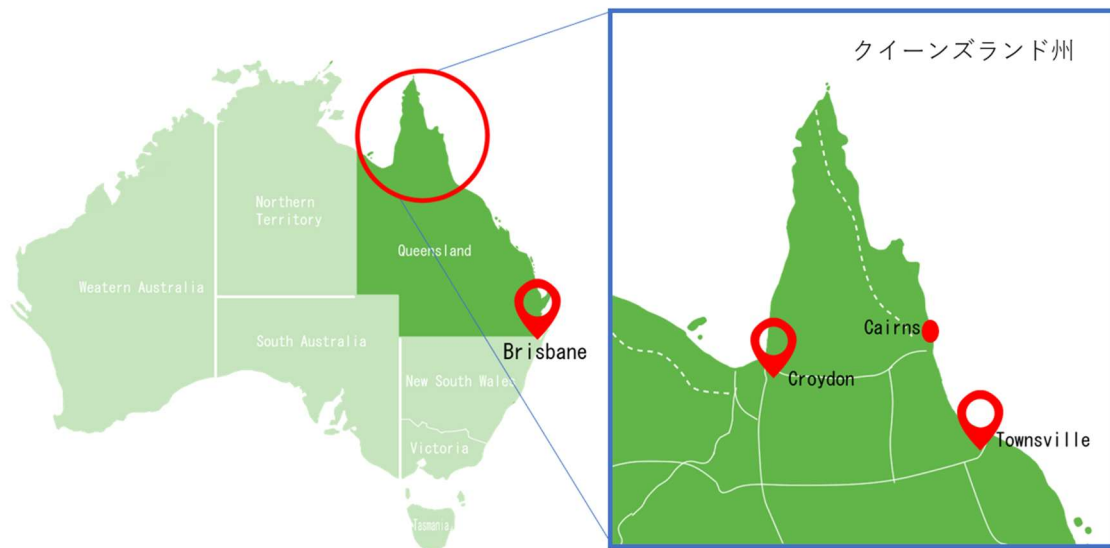 Northern
Territory
Queensland
Weatern Australia
South Australia
Brisbane
New South Wales
Victoria
Tasmania
クイーンズランド州
Cairns
Croydon
Townsville